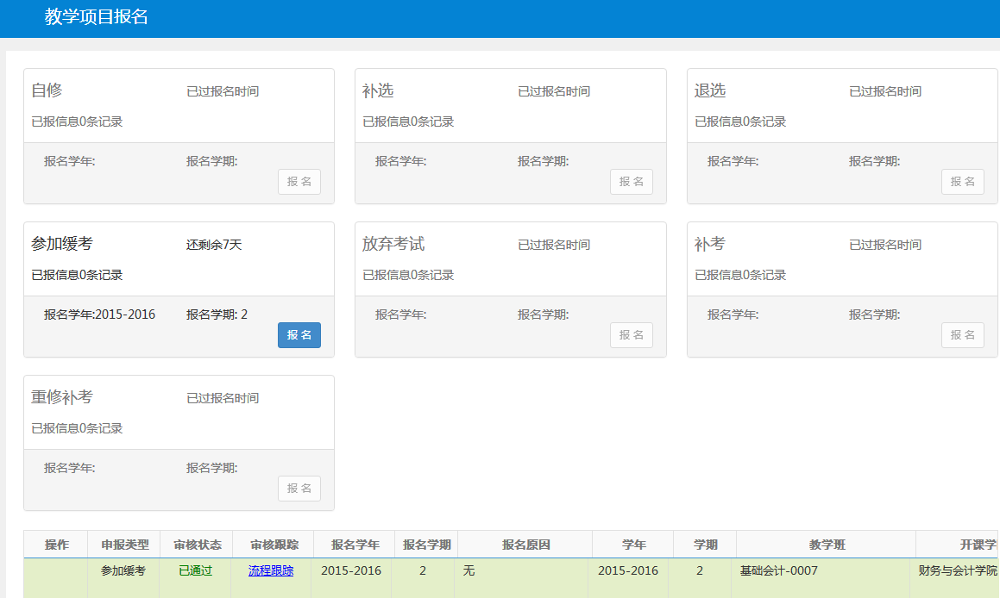 教学项目报名
自修 已过报名时间
已报信息0条记录
报名学年: 报名学期:
报 名
补选 已过报名时间
已报信息0条记录
报名学年: 报名学期:
报 名
退选 已过报名时间
已报信息0条记录
报名学年: 报名学期:
报 名
参加缓考 还剩余7天
已报信息0条记录
报名学年:2015-2016 报名学期: 2
报 名
放弃考试 已过报名时间
已报信息0条记录
报名学年: 报名学期:
报 名
补考 已过报名时间
已报信息0条记录
报名学年: 报名学期:
报 名
重修补考 已过报名时间
已报信息0条记录
报名学年: 报名学期:
报 名
操作 申报类型 审核状态 审核跟踪 报名学年 报名学期 报名原因 学年 学期 教学班 开课学
参加缓考 已通过 流程跟踪 2015-2016 2 无 2015-2016 2 基础会计-0007 财务与会计学院